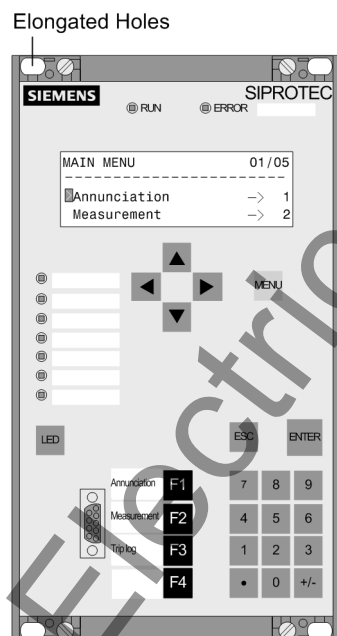 Elongated Holes
SIEMENS
SIPROTEC
RUN
ERROR
MAIN MENU 01/05
Annunciation —> 1
Measurement —> 2
MENU
LED
ESC
ENTER
Annunciation F1
7 8 9
Measurement F2
4 5 6
Trip log F3
1 2 3
F4
• 0 +/-
Electric